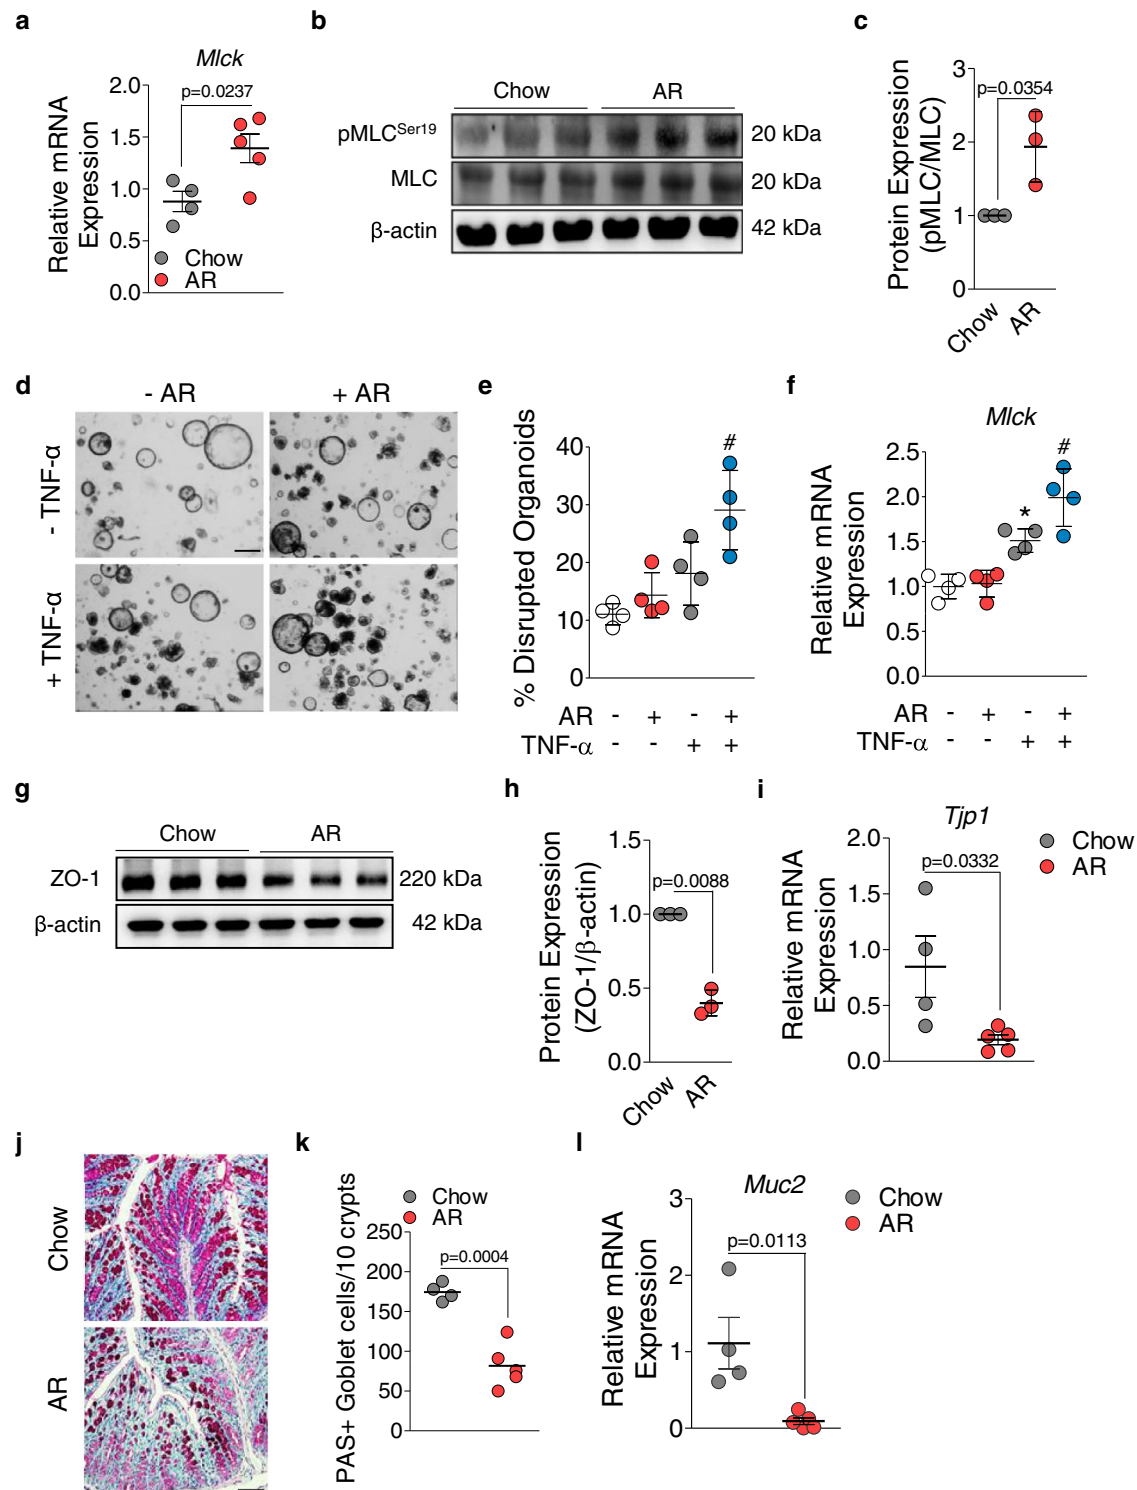 a
Mlck
Relative mRNA
Expression
2.0
1.5
1.0
0.5
0.0
p=0.0237
Chow
AR
b
Chow AR
pMLCSer19 20 kDa
MLC 20 kDa
β-actin 42 kDa
c
Protein Expression
(pMLC/MLC)
3
2
1
0
p=0.0354
Chow AR
d
- AR + AR
- TNF-α
+ TNF-α
e
% Disrupted Organoids
40
30
20
10
0
#
AR - + - +
TNF-α - - + +
f
Mlck
Relative mRNA
Expression
2.5
2.0
1.5
1.0
0.5
0.0
*
#
AR - + - +
TNF-α - - + +
g
Chow AR
ZO-1 220 kDa
β-actin 42 kDa
h
Protein Expression
(ZO-1/β-actin)
1.5
1.0
0.5
0.0
p=0.0088
Chow AR
i
Tjp1
Relative mRNA
Expression
2.0
1.5
1.0
0.5
0.0
p=0.0332
Chow
AR
j
Chow
AR
k
PAS+ Goblet cells/10 crypts
Chow
AR
250
200
150
100
50
0
p=0.0004
l
Muc2
Relative mRNA
Expression
3
2
1
0
p=0.0113
Chow
AR